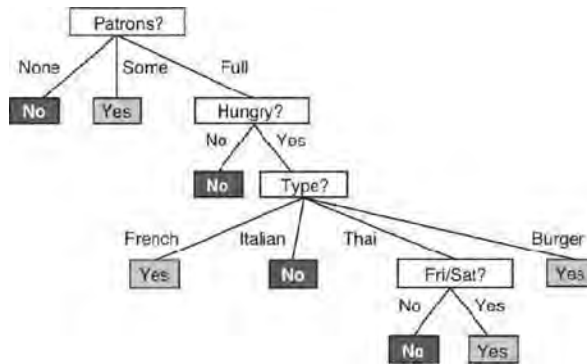 Patrons?
None Some Full
No Yes Hungry?
No Yes
No Type?
French Italian Thai Burger
Yes No Fri/Sat? Yes
No Yes
No Yes